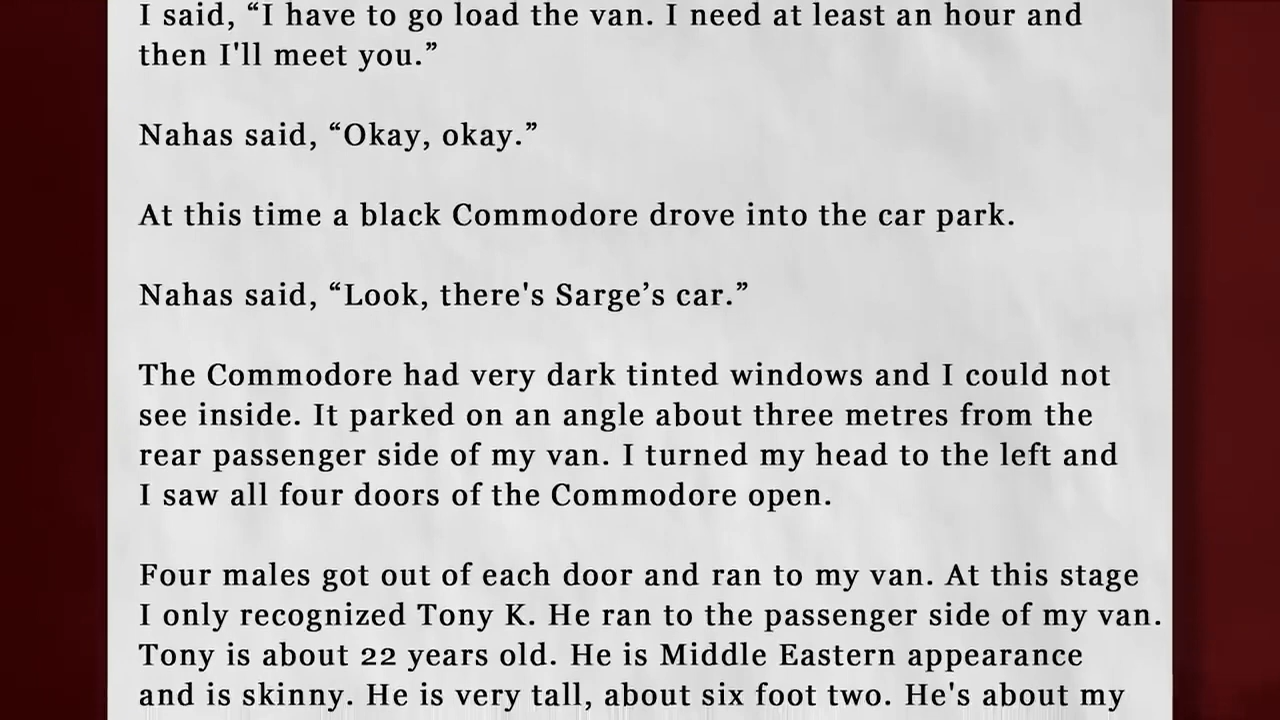 I said, “I have to go load the van. I need at least an hour and
then I'll meet you.”
Nahas said, “Okay, okay.”
At this time a black Commodore drove into the car park.
Nahas said, “Look, there's Sarge’s car.”
The Commodore had very dark tinted windows and I could not
see inside. It parked on an angle about three metres from the
rear passenger side of my van. I turned my head to the left and
I saw all four doors of the Commodore open.
Four males got out of each door and ran to my van. At this stage
I only recognized Tony K. He ran to the passenger side of my van.
Tony is about 22 years old. He is Middle Eastern appearance
and is skinny. He is very tall, about six foot two. He's about my